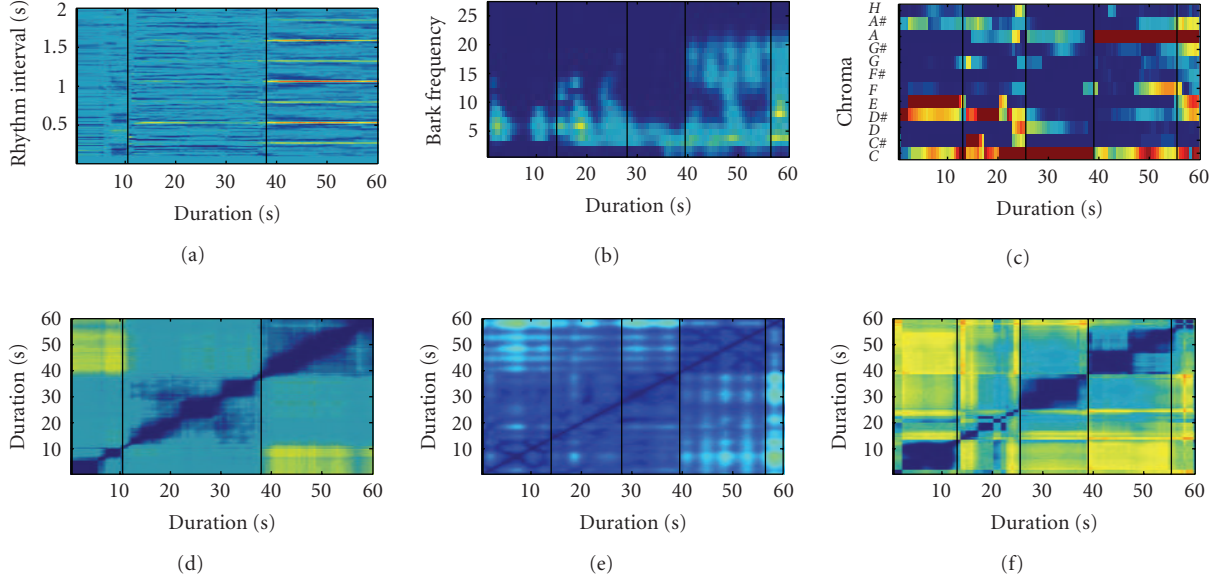 Rhythm interval (s)
2
1.5
1
0.5
10 20 30 40 50 60
Duration (s)
(a)
Bark frequency
25
20
15
10
5
10 20 30 40 50 60
Duration (s)
(b)
Chroma
H
A#
A
G#
G
F#
F
E
D#
D
C#
C
10 20 30 40 50 60
Duration (s)
(c)
Duration (s)
60
50
40
30
20
10
10 20 30 40 50 60
Duration (s)
(d)
Duration (s)
60
50
40
30
20
10
10 20 30 40 50 60
Duration (s)
(e)
Duration (s)
60
50
40
30
20
10
10 20 30 40 50 60
Duration (s)
(f)